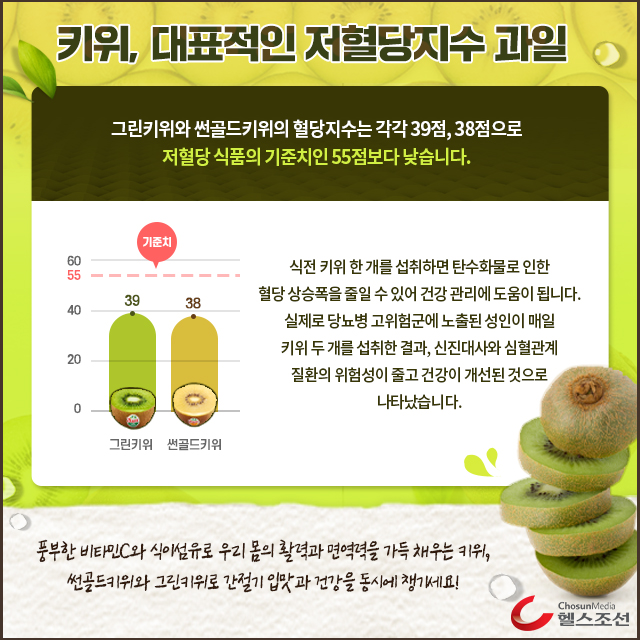 키위, 대표적인 저혈당지수 과일
그린키위와 썬골드키위의 혈당지수는 각각 39점, 38점으로
저혈당 식품의 기준치인 55점보다 낮습니다.
기준치
60
55
40
20
0
39
38
그린키위
썬골드키위
식전 키위 한 개를 섭취하면 탄수화물로 인한
혈당 상승폭을 줄일 수 있어 건강 관리에 도움이 됩니다.
실제로 당뇨병 고위험군에 노출된 성인이 매일
키위 두 개를 섭취한 결과, 신진대사와 심혈관계
질환의 위험성이 줄고 건강이 개선된 것으로
나타났습니다.
풍부한 비타민C와 식이섬유로 우리 몸의 활력과 면역력을 가득 채우는 키위,
썬골드키위와 그린키위로 간절기 입맛과 건강을 동시에 챙기세요!
ChosunMedia
헬스조선